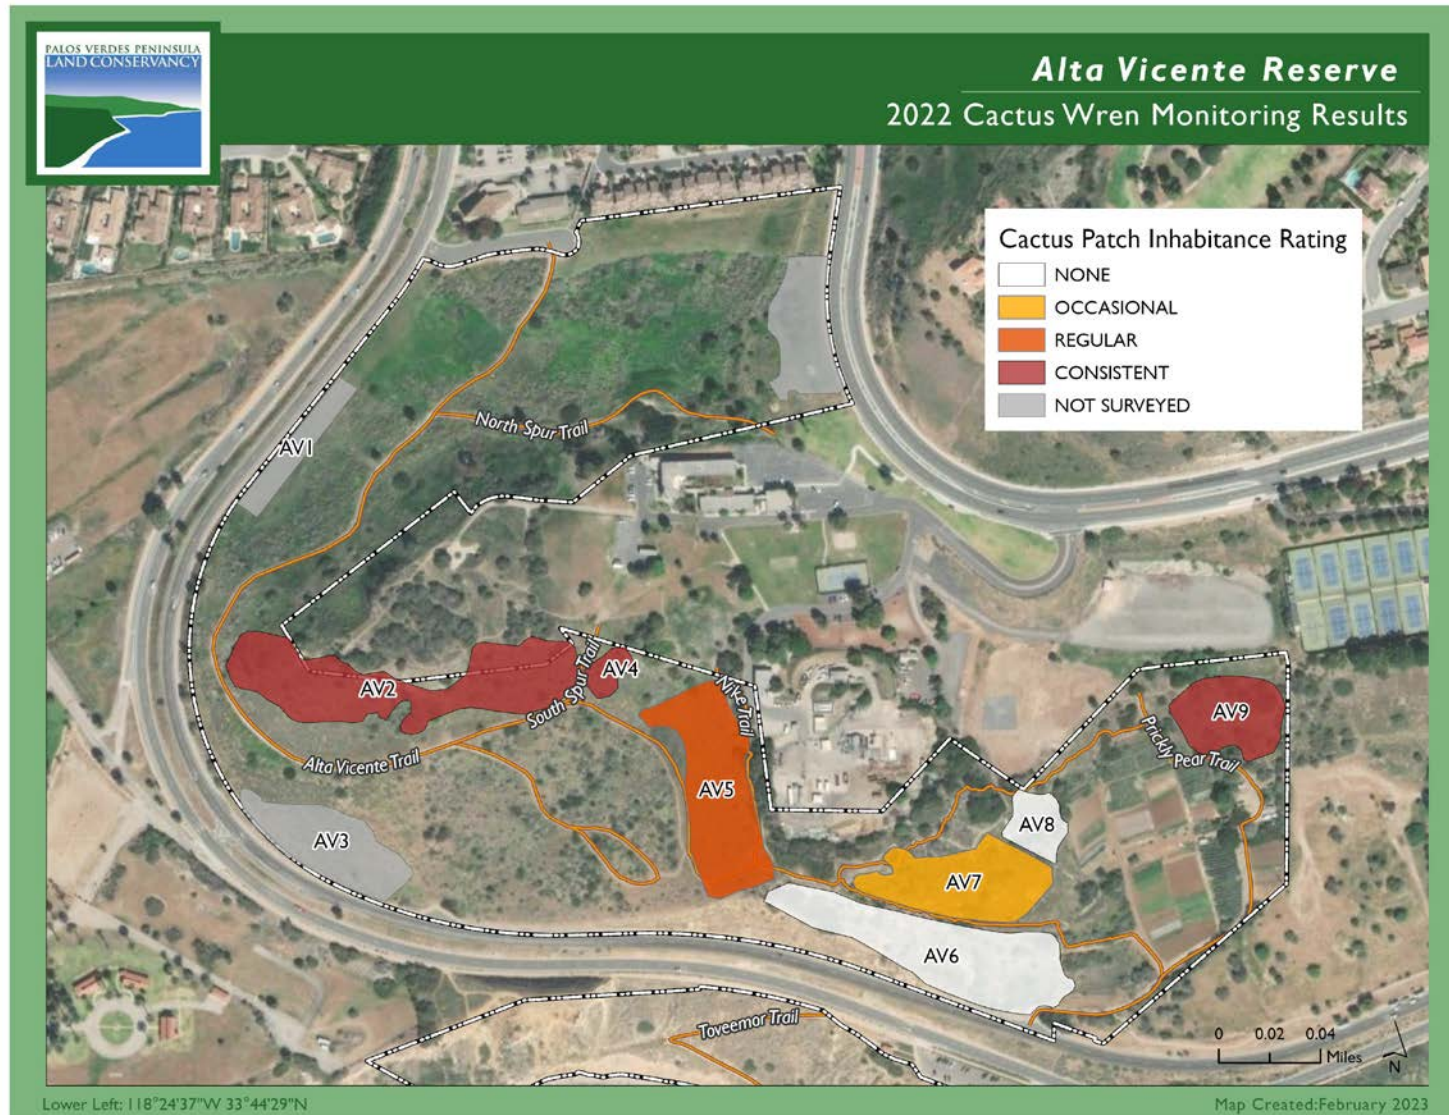 PALOS VERDES PENINSULA
LAND CONSERVANCY
Alta Vicente Reserve
2022 Cactus Wren Monitoring Results
Cactus Patch Inhabitance Rating
NONE
OCCASIONAL
REGULAR
CONSISTENT
NOT SURVEYED
North Spur Trail
AV1
AV2
South Spur Trail
AV4
Nike Trail
AV9
Prickly Pear Trail
Alta Vicente Trail
AV5
AV3
AV8
AV7
AV6
Toveemor Trail
0 0.02 0.04
Miles
N
Lower Left: 118°24'37"W 33°44'29"N
Map Created:February 2023